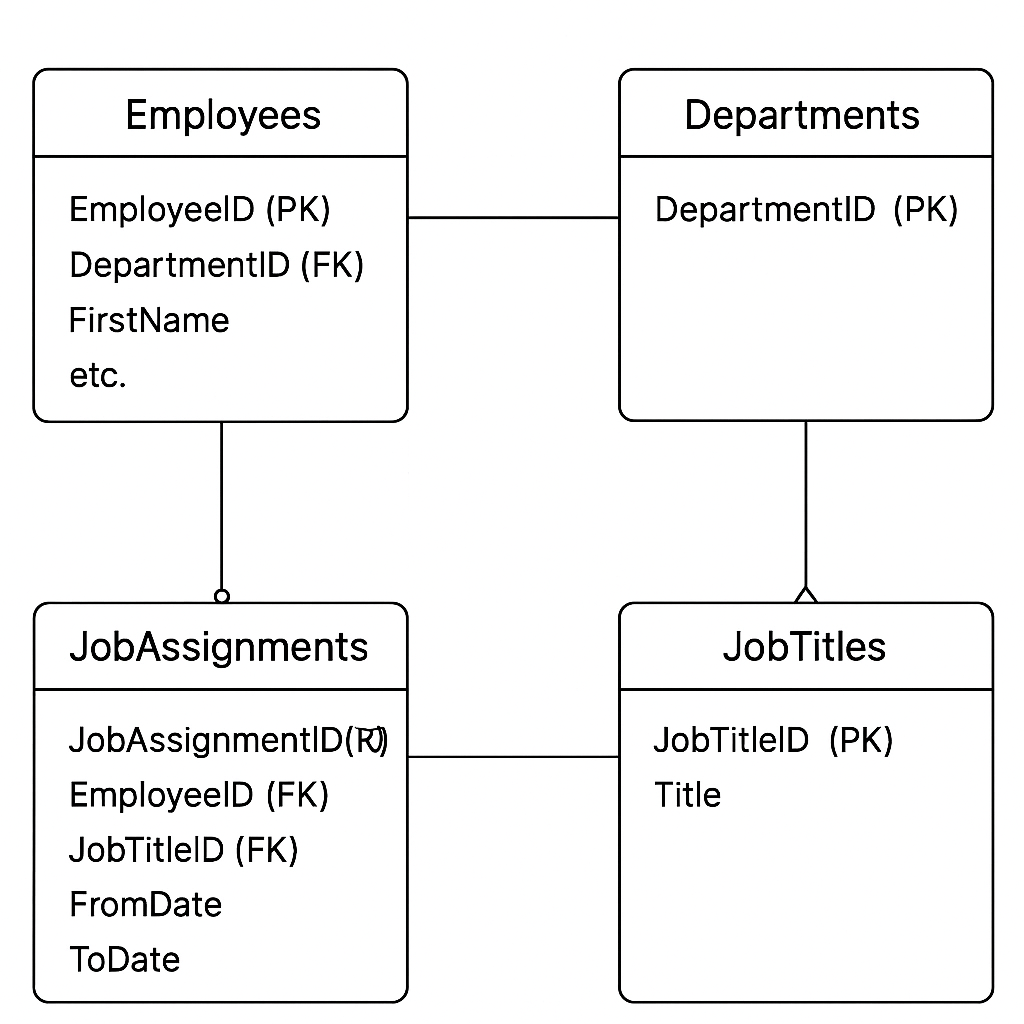 Employees
EmployeeID (PK)
DepartmentID (FK)
FirstName
etc.
Departments
DepartmentID (PK)
JobAssignments
JobAssignmentID
EmployeeID (FK)
JobTitleID (FK)
FromDate
ToDate
JobTitles
JobTitleID (PK)
Title